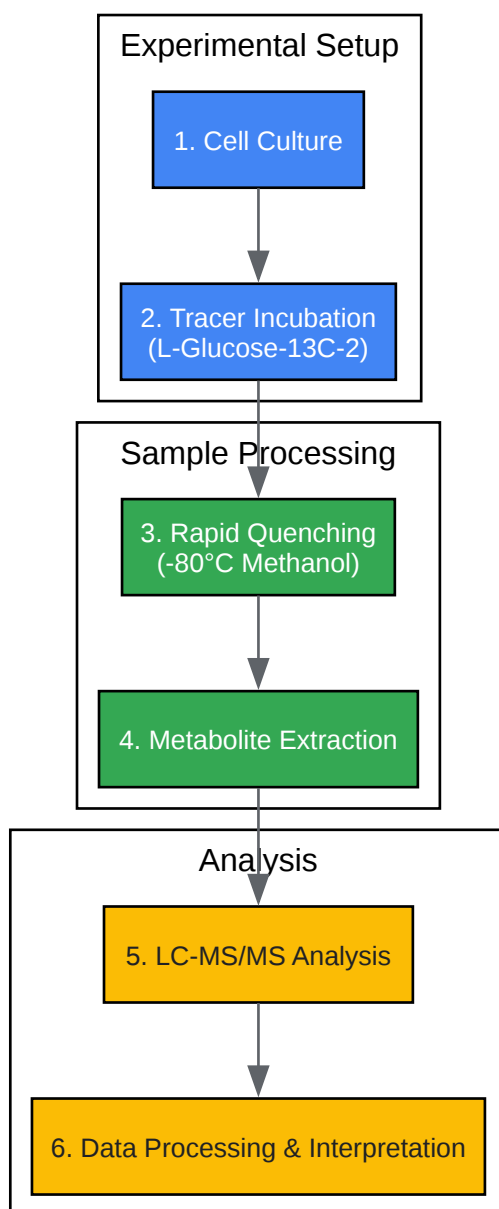 Experimental Setup
1. Cell Culture
2. Tracer Incubation
(L-Glucose-13C-2)
Sample Processing
3. Rapid Quenching
(-80°C Methanol)
4. Metabolite Extraction
Analysis
5. LC-MS/MS Analysis
6. Data Processing & Interpretation